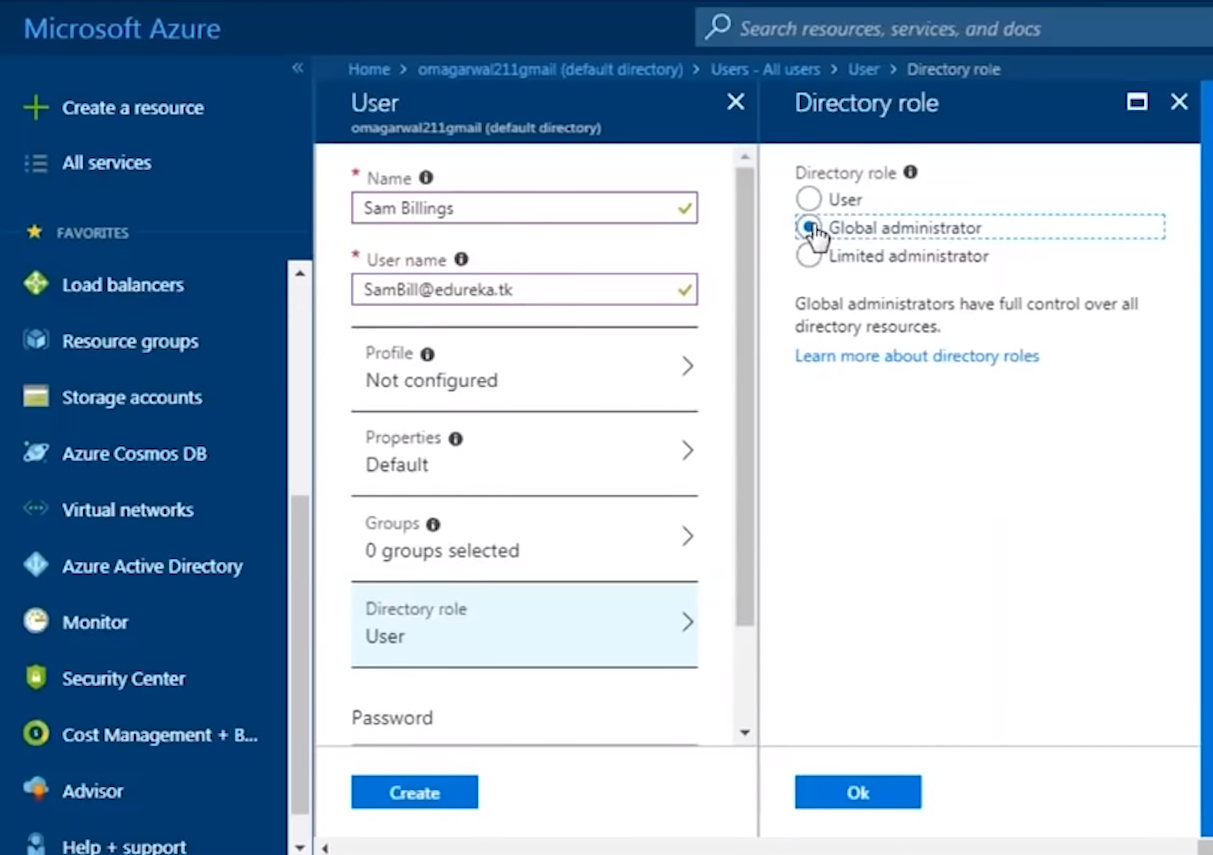 Microsoft Azure
Search resources, services, and docs
Home > omagarwal211gmail (default directory) > Users - All users > User > Directory role
Create a resource
All services
FAVORITES
Load balancers
Resource groups
Storage accounts
Azure Cosmos DB
Virtual networks
Azure Active Directory
Monitor
Security Center
Cost Management + B...
Advisor
Help + support
User
omagarwal211gmail (default directory)
* Name
Sam Billings
* User name
SamBill@edureka.tk
Profile
Not configured
Properties
Default
Groups
0 groups selected
Directory role
User
Password
Create
Directory role
Directory role
User
Global administrator
Limited administrator
Global administrators have full control over all
directory resources.
Learn more about directory roles
Ok